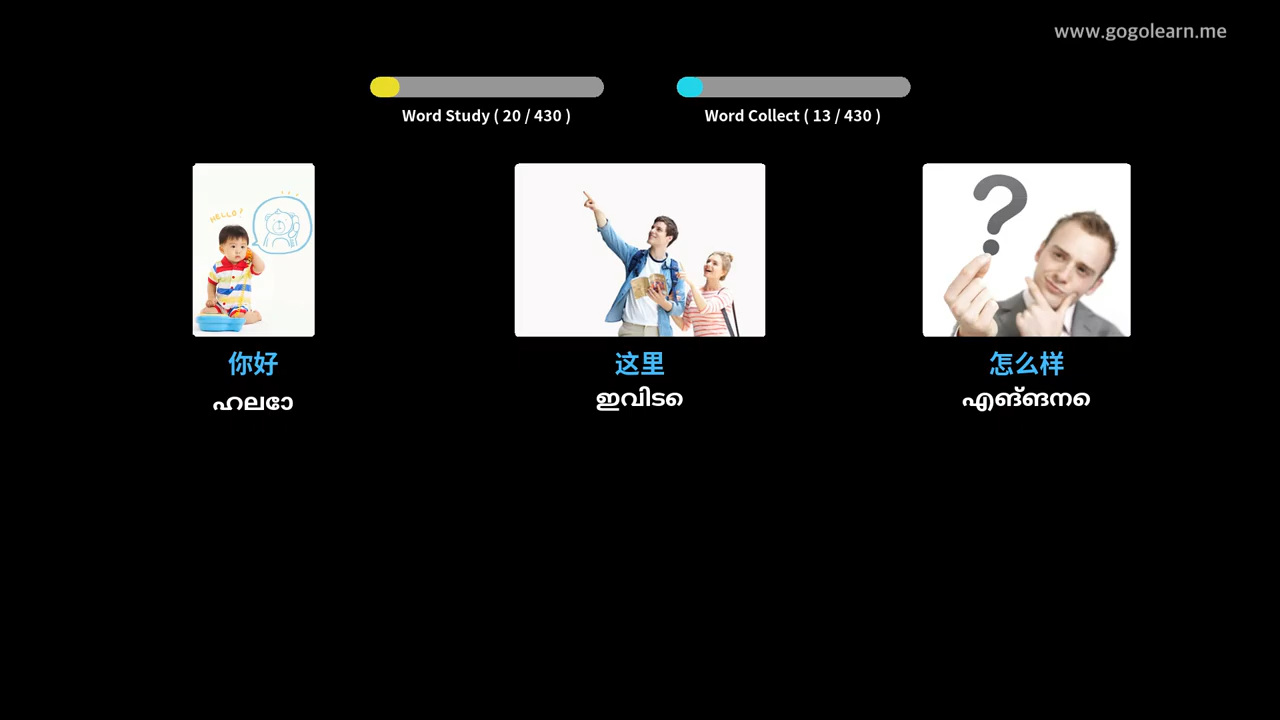 www.gogolearn.me
Word Study ( 20 / 430 )
Word Collect ( 13 / 430 )
HELLO?
你好
这里
怎么样
ഹലോ
ഇവിടെ
എങ്ങനെ